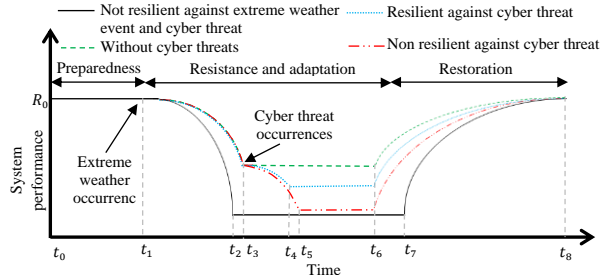 Not resilient against extreme weather
event and cyber threat
Resilient against cyber threat
Without cyber threats
Non resilient against cyber threat
Preparedness
Resistance and adaptation
Restoration
R₀
Cyber threat
occurrences
Extreme
weather
occurrenc
System
performance
t₀
t₁
t₂
t₃
t₄
t₅
t₆
t₇
t₈
Time